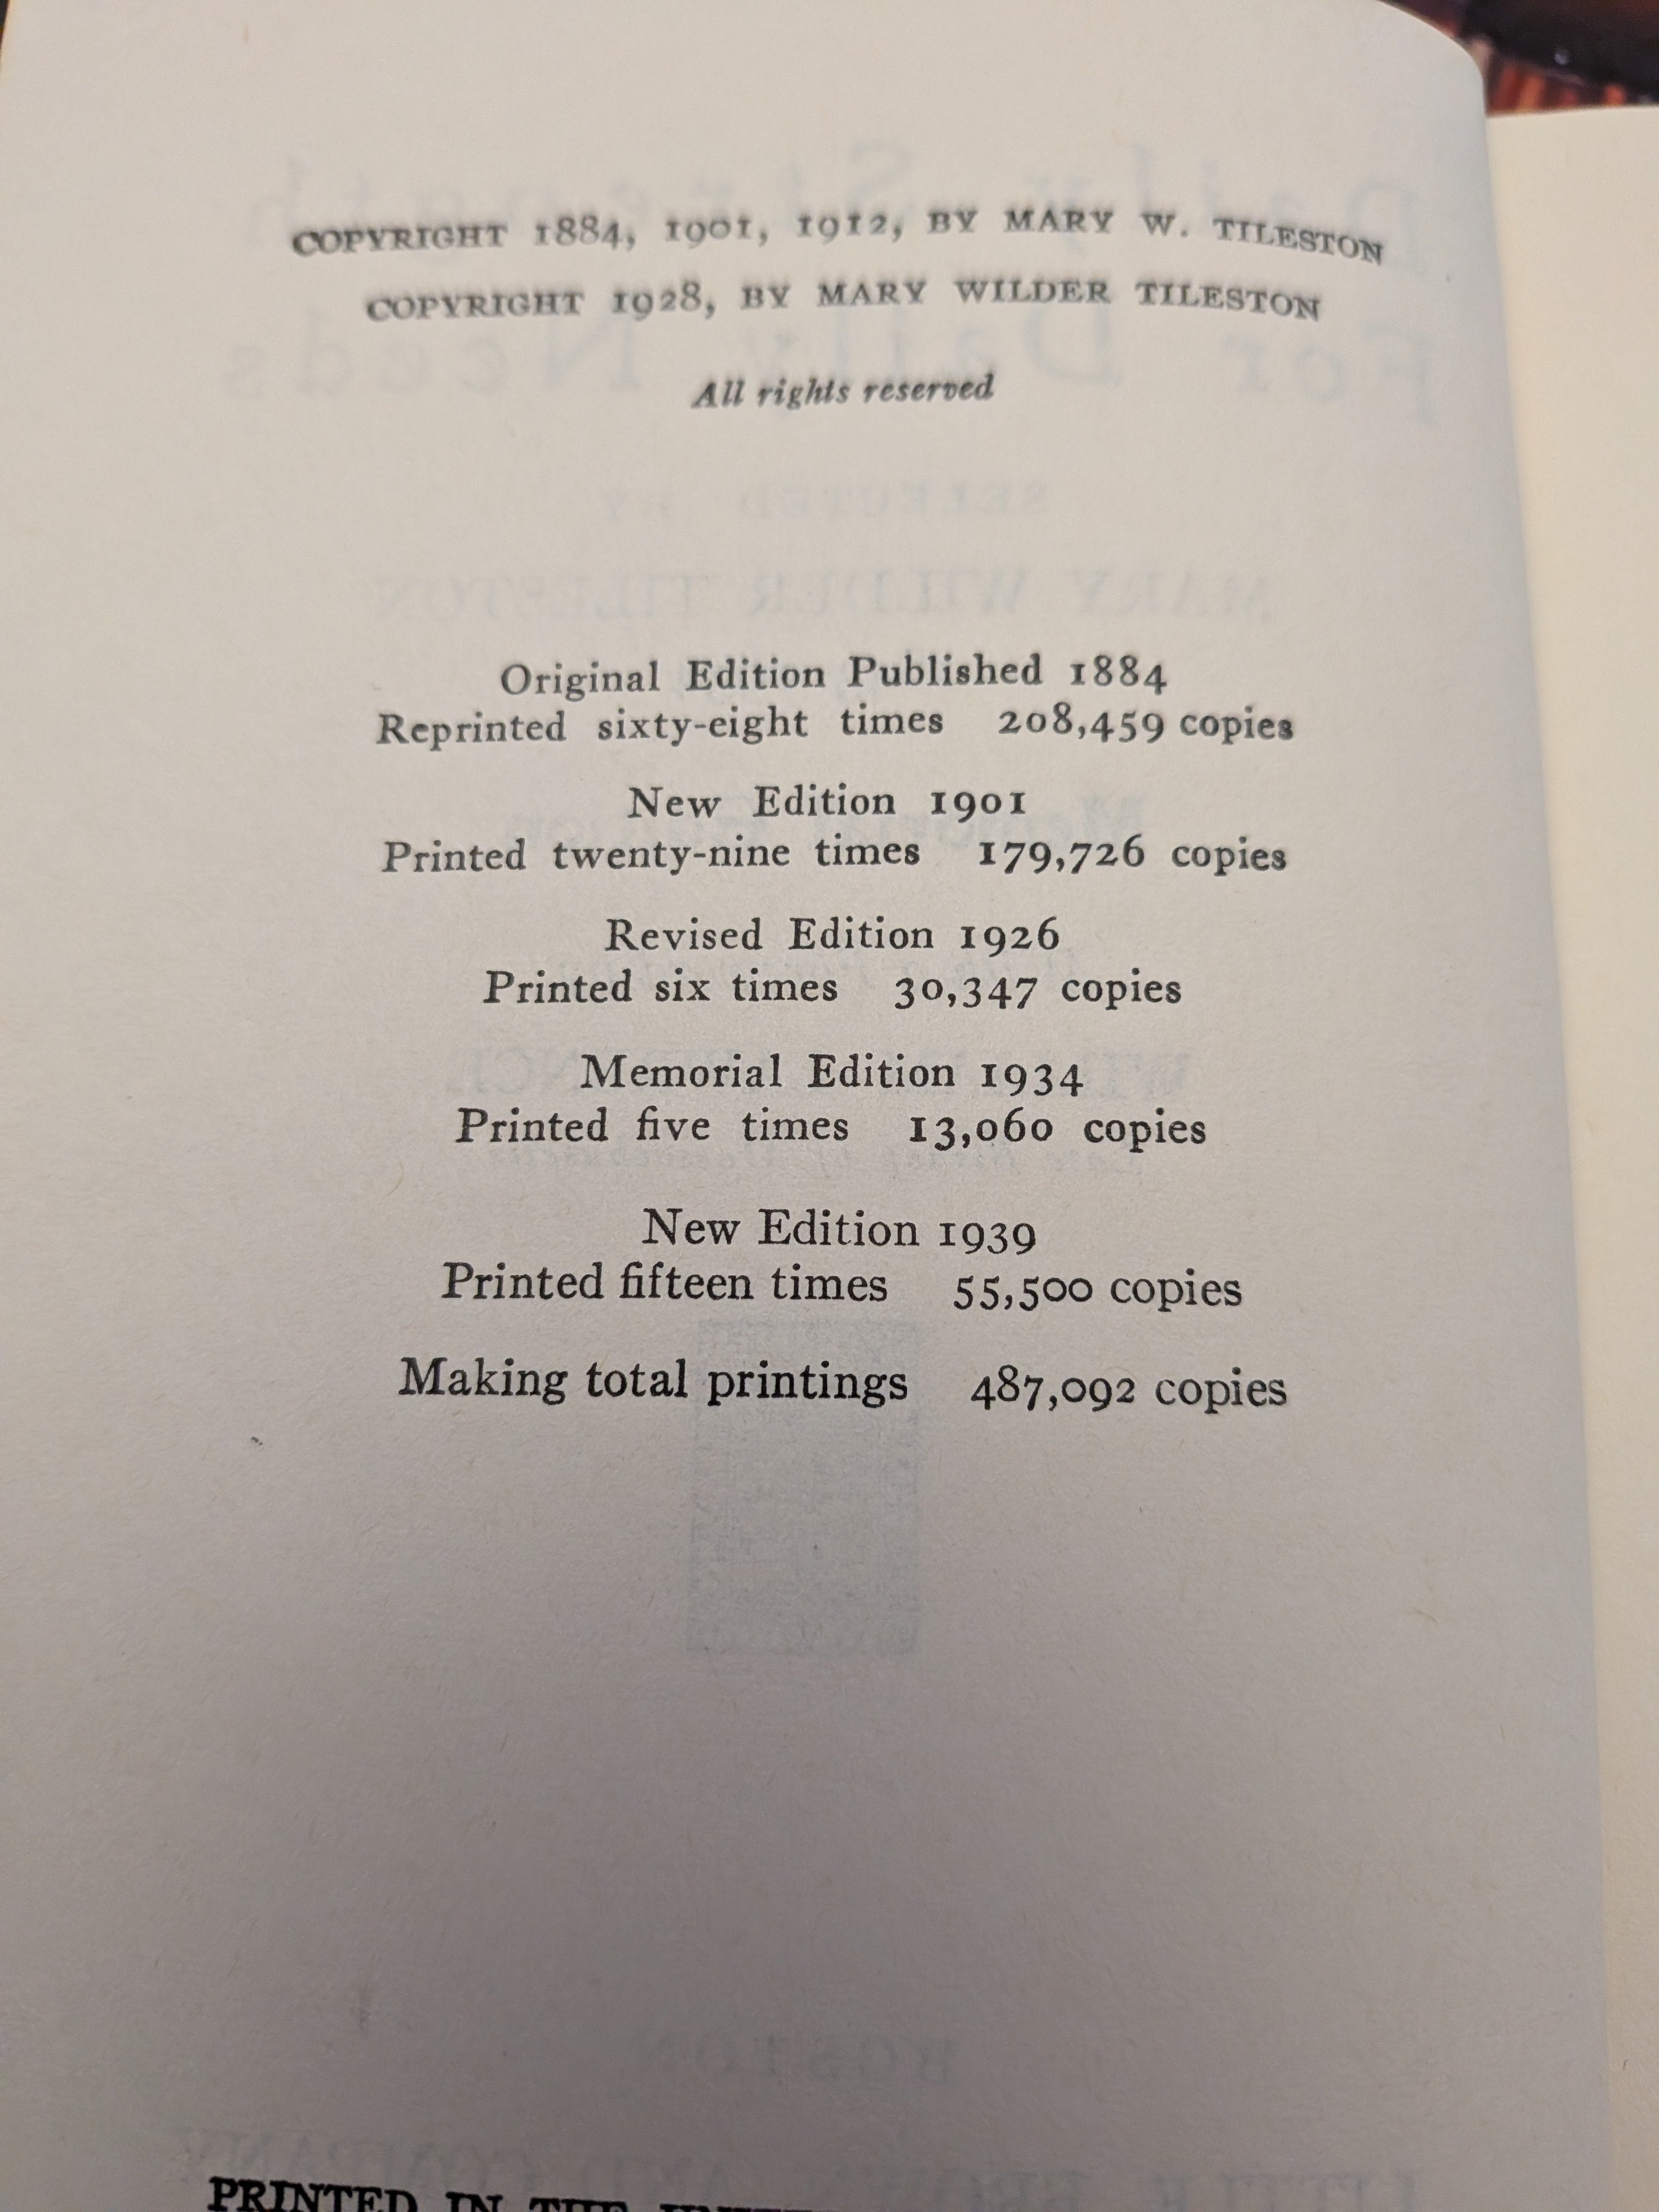 COPYRIGHT 1884, 1901, 1912, BY MARY W. TILESTON
COPYRIGHT 1928, BY MARY WILDER TILESTON
All rights reserved
Original Edition Published 1884
Reprinted sixty-eight times 208,459 copies
New Edition 1901
Printed twenty-nine times 179,726 copies
Revised Edition 1926
Printed six times 30,347 copies
Memorial Edition 1934
Printed five times 13,060 copies
New Edition 1939
Printed fifteen times 55,500 copies
Making total printings 487,092 copies
PRINTED IN THE